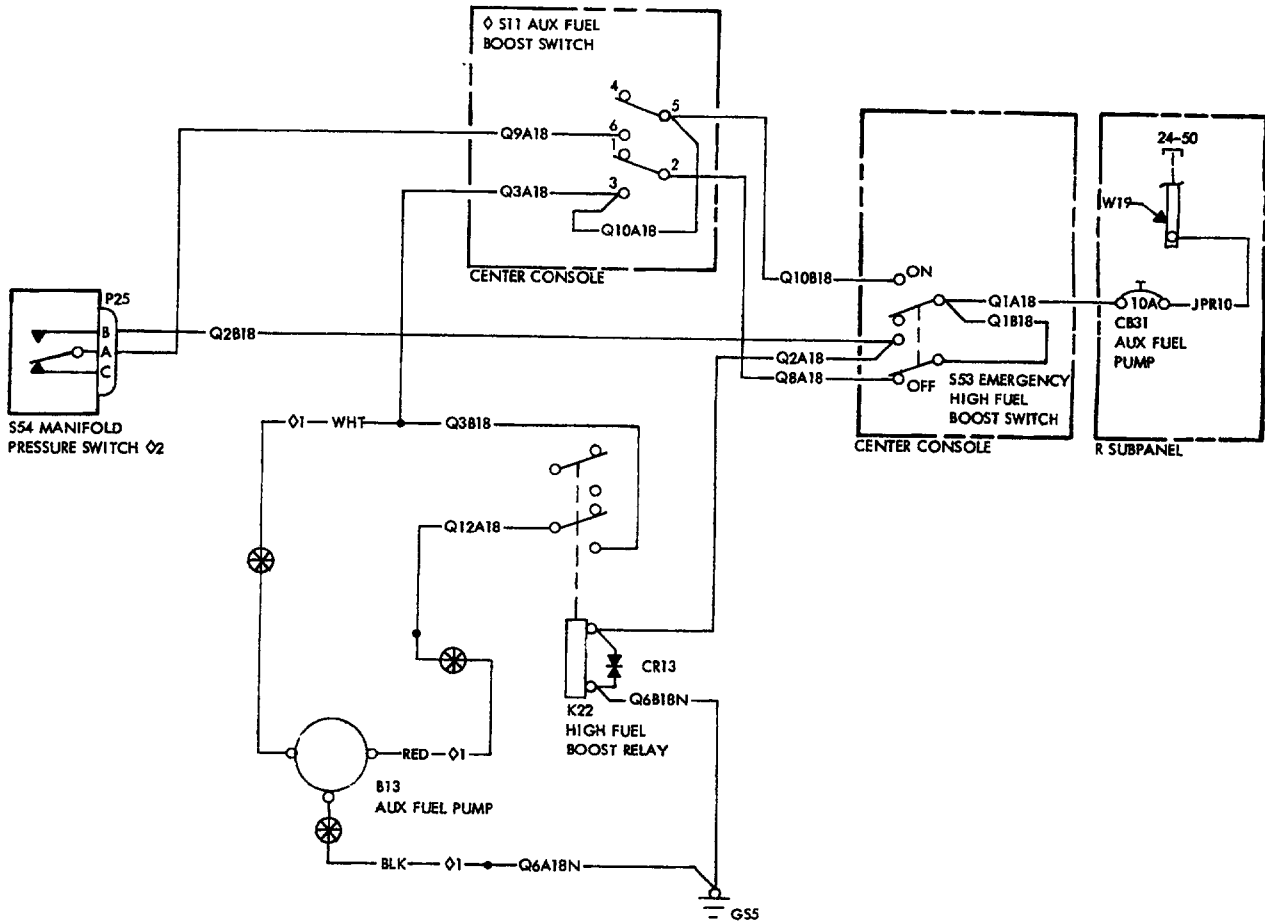 ◊ S11 AUX FUEL
BOOST SWITCH
4
5
6
1
2
3
Q9A18
Q3A18
Q10A18
CENTER CONSOLE
24-50
W19
10A
JPR10
CB31
AUX FUEL
PUMP
R SUBPANEL
Q10B18
ON
Q1A18
Q1B18
Q2A18
Q8A18
OFF
S53 EMERGENCY
HIGH FUEL
BOOST SWITCH
CENTER CONSOLE
P25
B
A
C
Q2B18
S54 MANIFOLD
PRESSURE SWITCH ◊2
◊1 WHT
Q3B18
Q12A18
CR13
Q6B18N
K22
HIGH FUEL
BOOST RELAY
RED ◊1
B13
AUX FUEL PUMP
BLK ◊1
Q6A18N
GS5